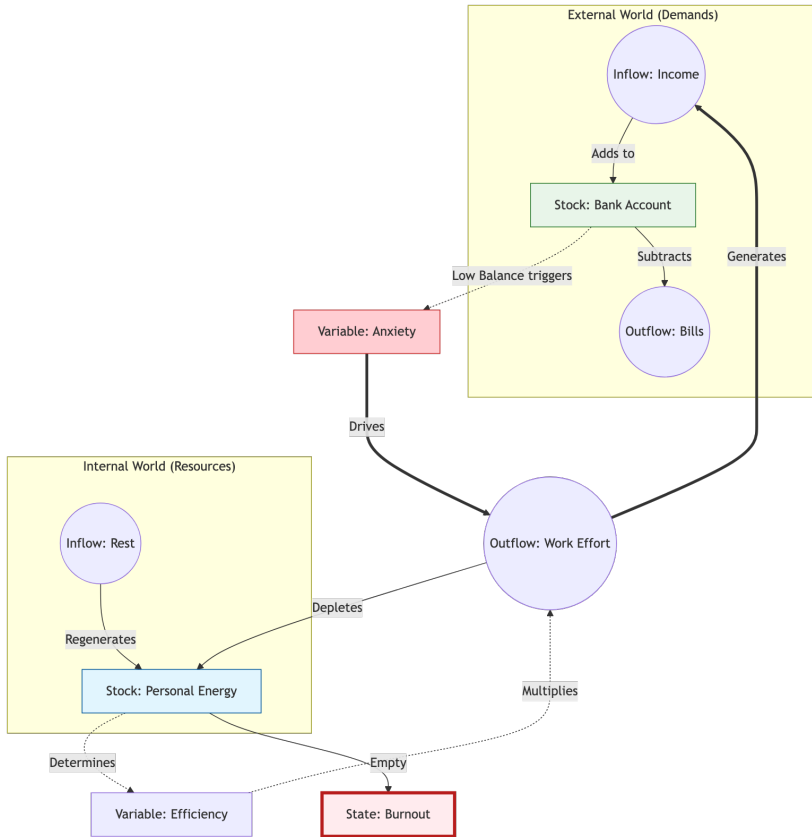 External World (Demands)
Inflow: Income
Adds to
Stock: Bank Account
Subtracts
Generates
Low Balance triggers
Variable: Anxiety
Outflow: Bills
Drives
Internal World (Resources)
Inflow: Rest
Outflow: Work Effort
Depletes
Regenerates
Stock: Personal Energy
Multiplies
Determines
Empty
Variable: Efficiency
State: Burnout